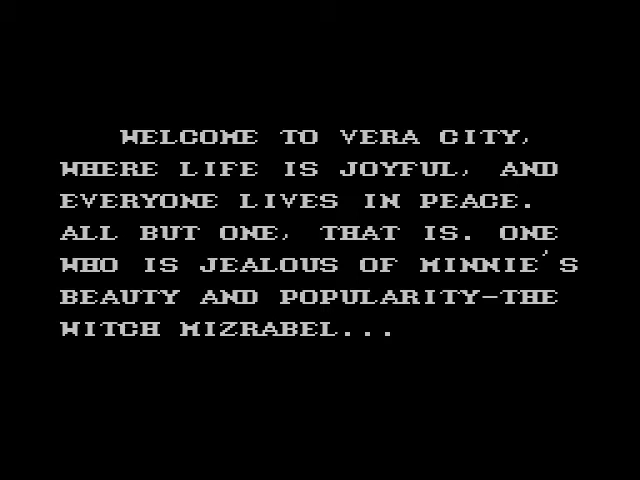 WELCOME TO VERA CITY,
WHERE LIFE IS JOYFUL, AND
EVERYONE LIVES IN PEACE.
ALL BUT ONE, THAT IS. ONE
WHO IS JEALOUS OF MINNIE'S
BEAUTY AND POPULARITY-THE
WITCH MIZRABEL...